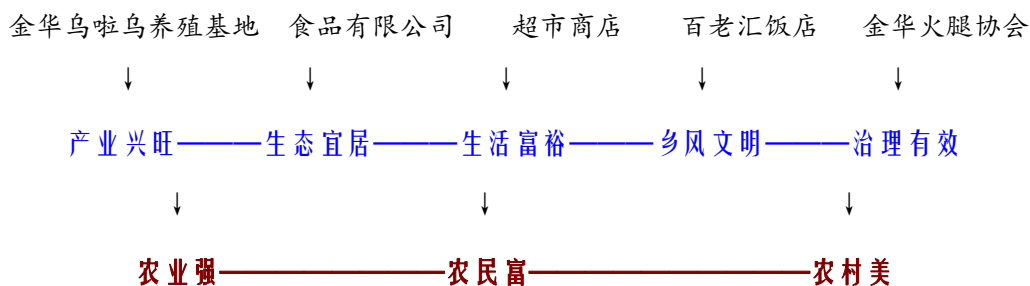 金华乌啦乌养殖基地 食品有限公司 超市商店 百老汇饭店 金华火腿协会
↓ ↓ ↓ ↓ ↓
产业兴旺———生态宜居———生活富裕———乡风文明———治理有效
↓ ↓ ↓
农业强————————农民富——————————农村美